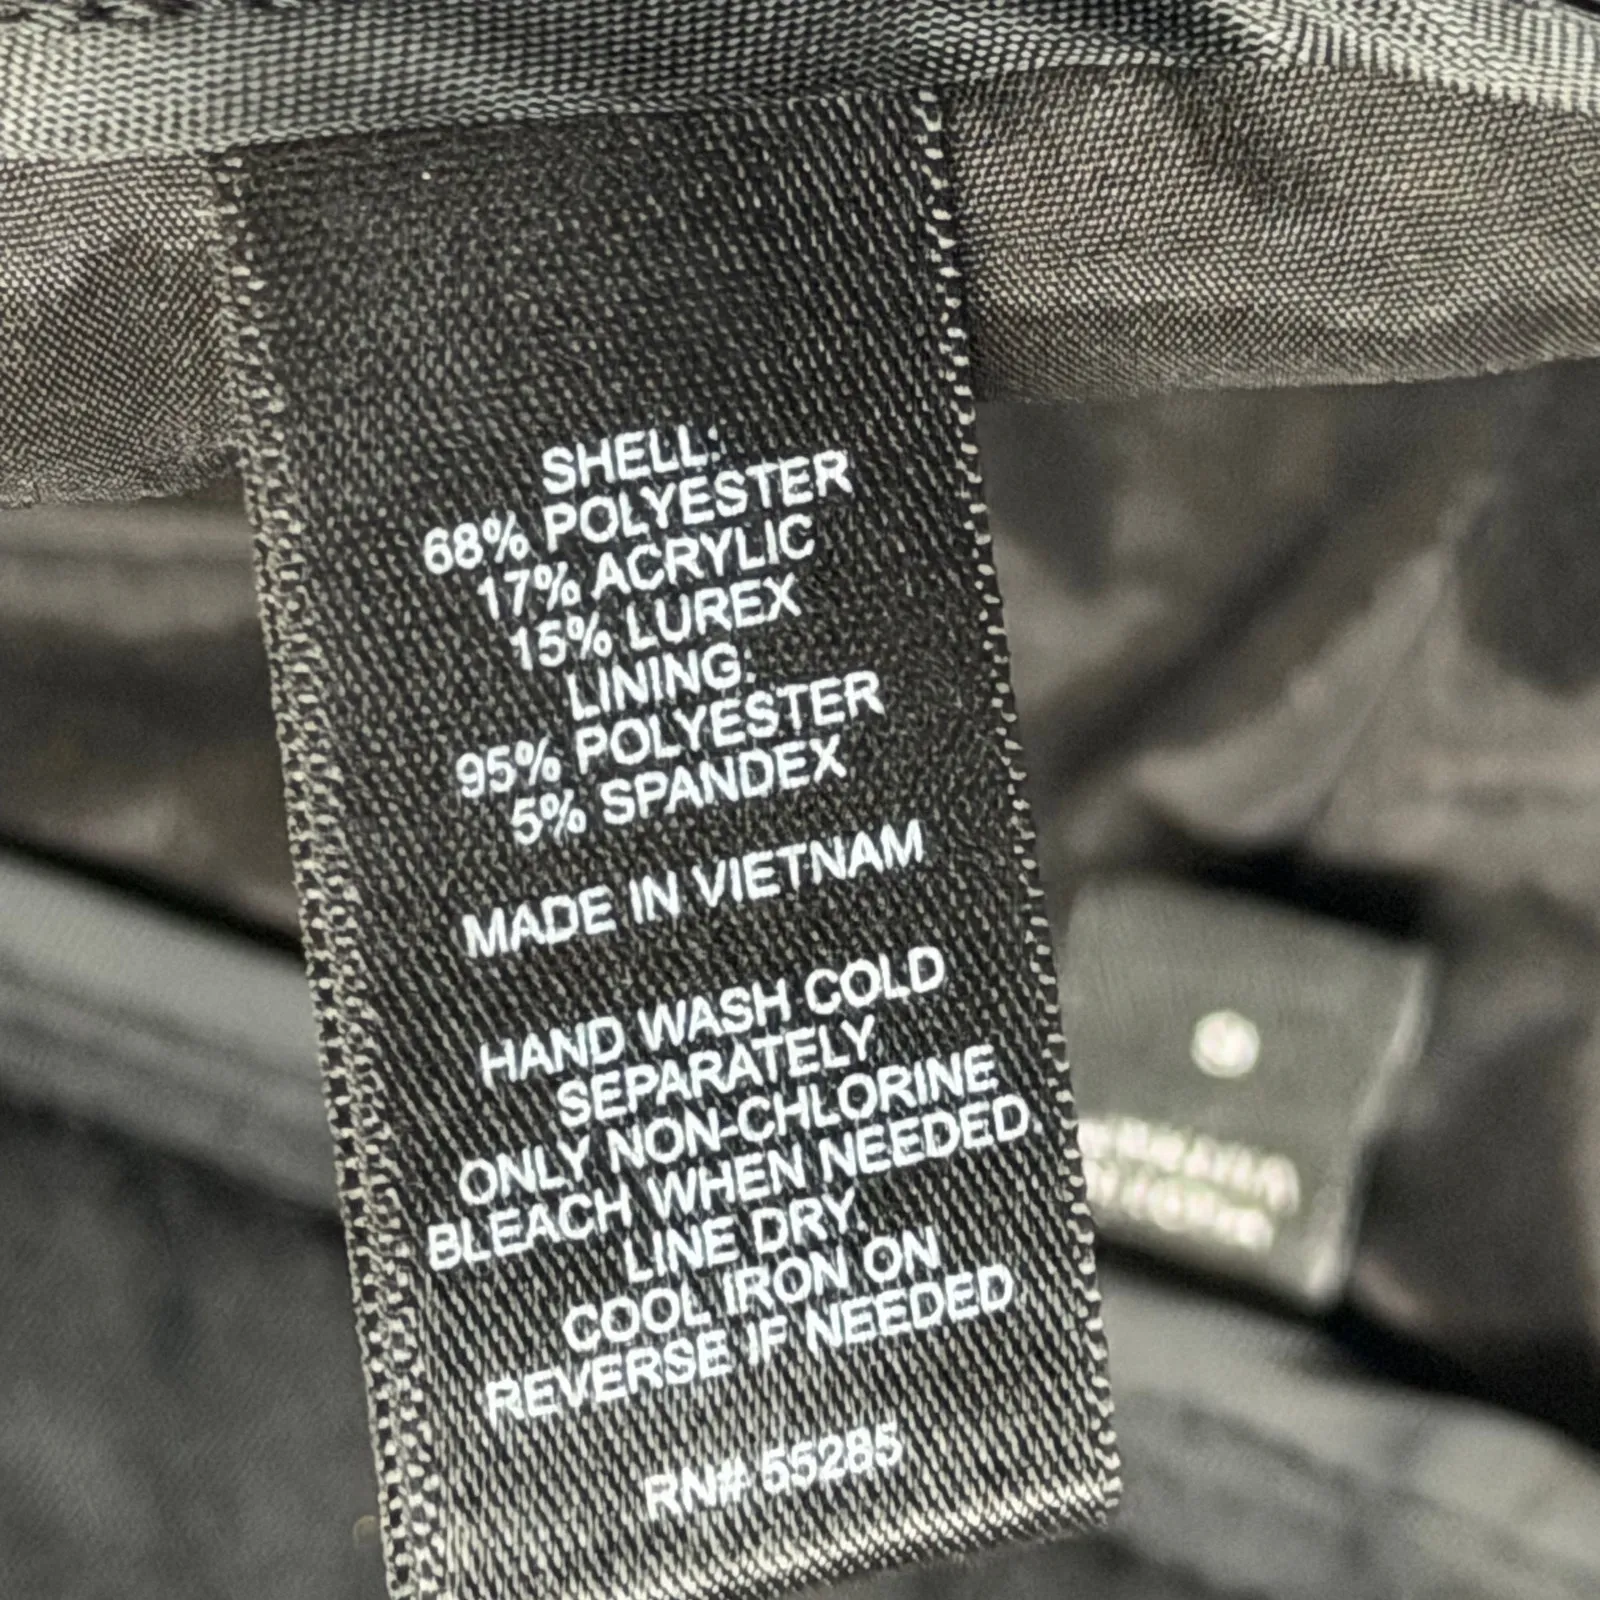 SHELL:
68% POLYESTER
17% ACRYLIC
15% LUREX
LINING:
95% POLYESTER
5% SPANDEX
MADE IN VIETNAM
HAND WASH COLD
SEPARATELY
ONLY NON-CHLORINE
BLEACH WHEN NEEDED
LINE DRY.
COOL IRON ON
REVERSE IF NEEDED
RN# 55285